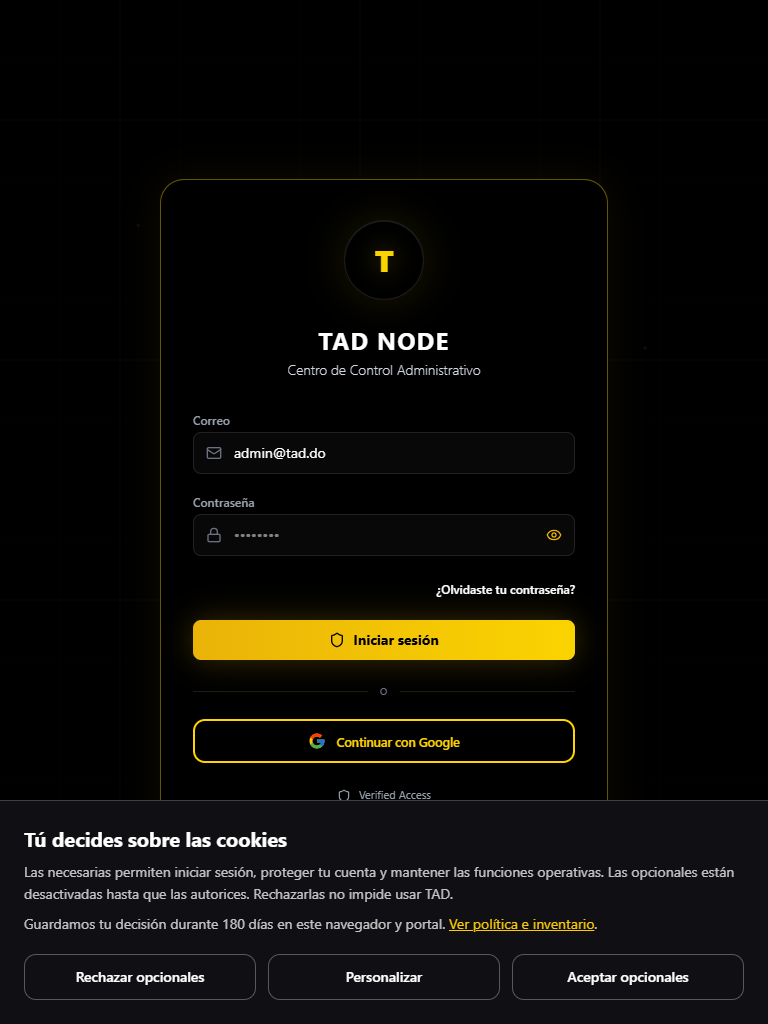 T
TAD NODE
Centro de Control Administrativo
Correo
admin@tad.do
Contraseña
••••••••
¿Olvidaste tu contraseña?
Iniciar sesión
O
Continuar con Google
Verified Access
Tú decides sobre las cookies
Las necesarias permiten iniciar sesión, proteger tu cuenta y mantener las funciones operativas. Las opcionales están
desactivadas hasta que las autorices. Rechazarlas no impide usar TAD.
Guardamos tu decisión durante 180 días en este navegador y portal. Ver política e inventario.
Rechazar opcionales
Personalizar
Aceptar opcionales